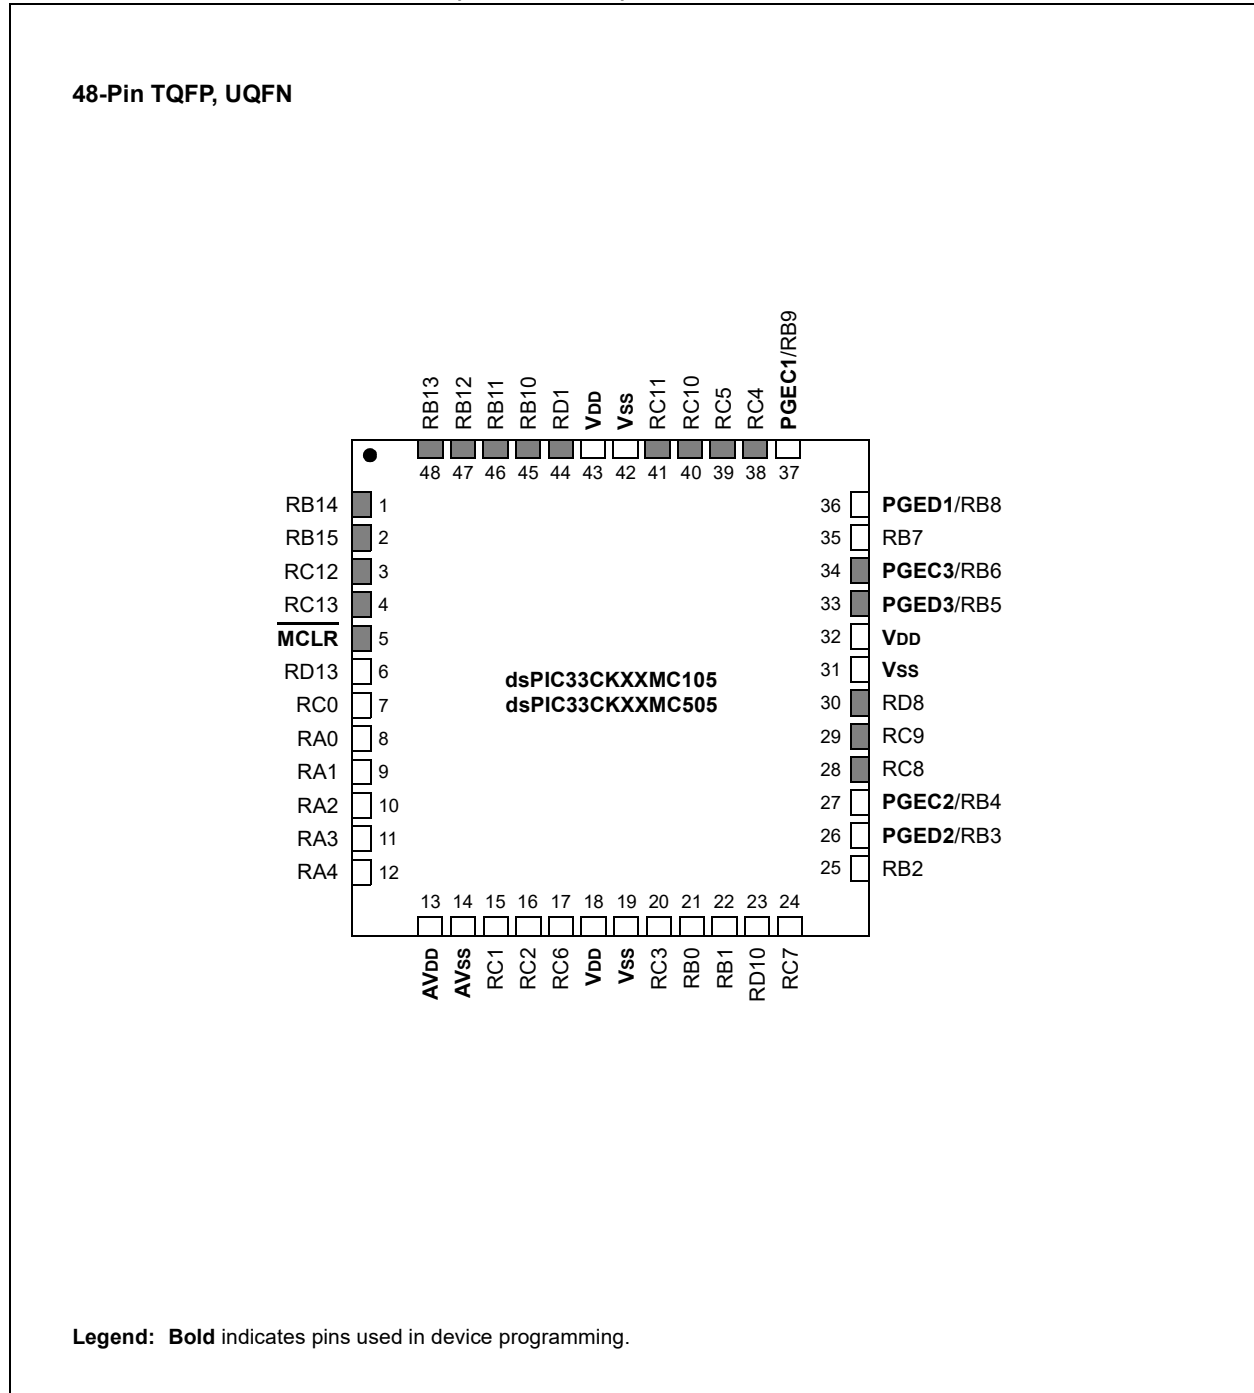 48-Pin TQFP, UQFN
RB13
RB12
RB11
RB10
RD1
VDD
VSS
RC11
RC10
RC5
RC4
PGEC1/RB9
48 47 46 45 44 43 42 41 40 39 38 37
RB14 1
RB15 2
RC12 3
RC13 4
MCLR 5
RD13 6
RC0 7
RA0 8
RA1 9
RA2 10
RA3 11
RA4 12
dsPIC33CKXXMC105
dsPIC33CKXXMC505
36 PGED1/RB8
35 RB7
34 PGEC3/RB6
33 PGED3/RB5
32 VDD
31 VSS
30 RD8
29 RC9
28 RC8
27 PGEC2/RB4
26 PGED2/RB3
25 RB2
13 14 15 16 17 18 19 20 21 22 23 24
AVDD
AVSS
RC1
RC2
RC6
VDD
VSS
RC3
RB0
RB1
RD10
RC7
Legend: Bold indicates pins used in device programming.